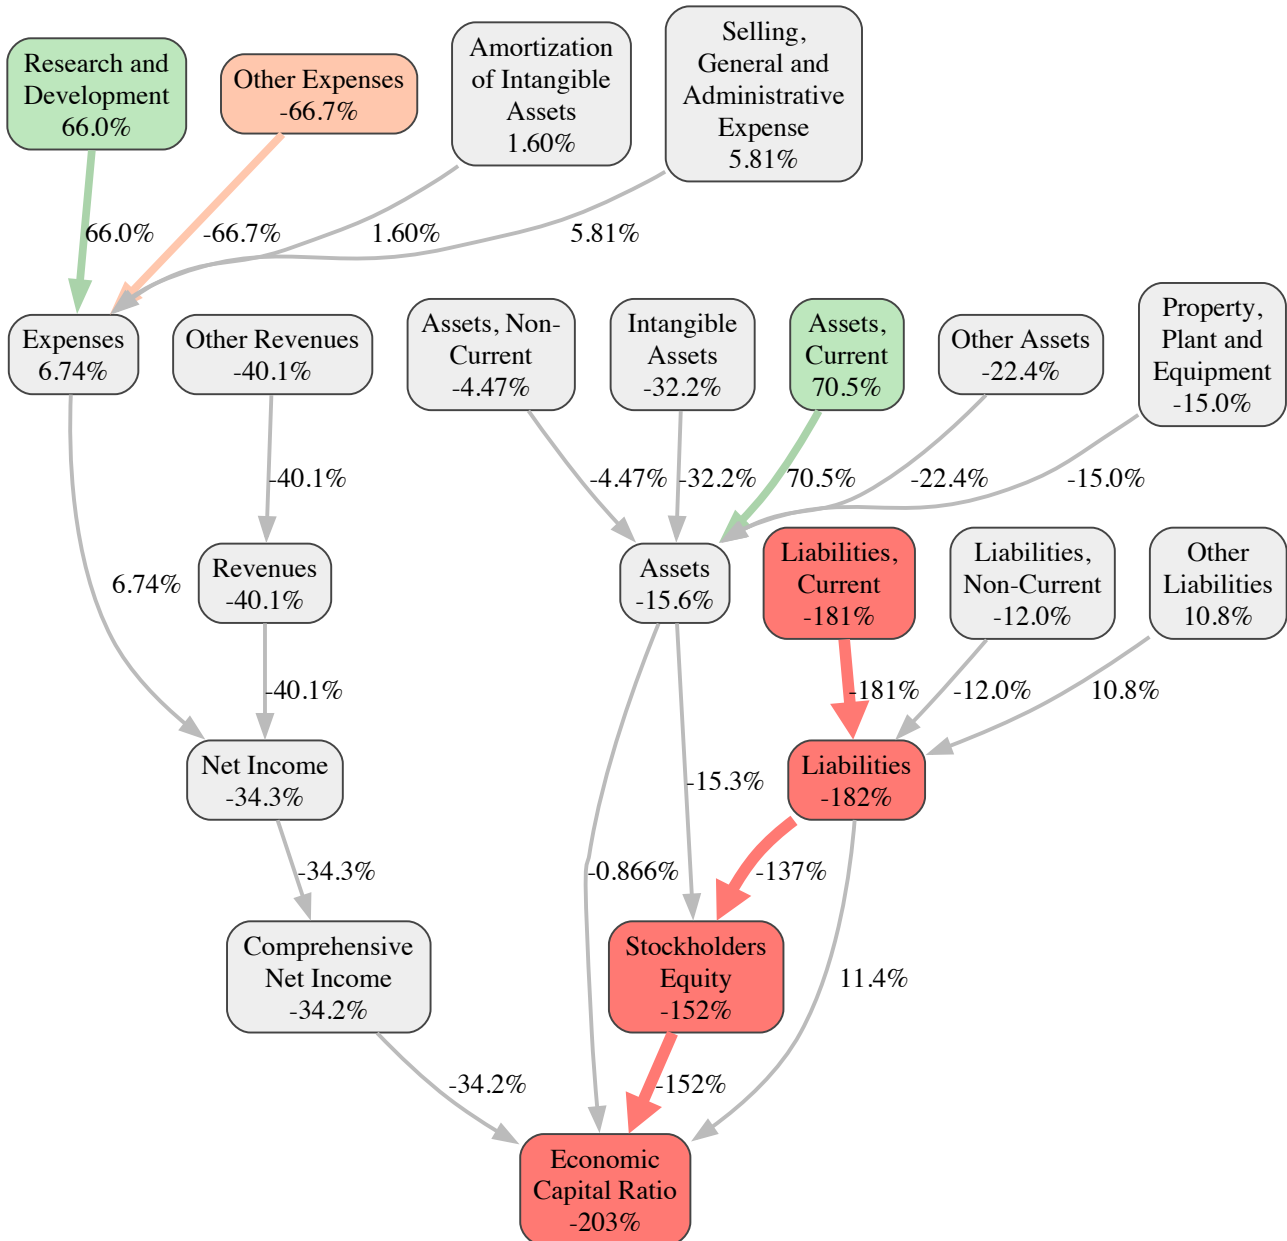 Research and
Development
66.0%
Other Expenses
-66.7%
Amortization
of Intangible
Assets
1.60%
Selling,
General and
Administrative
Expense
5.81%
66.0%
-66.7%
1.60%
5.81%
Expenses
6.74%
Other Revenues
-40.1%
Assets, Non-
Current
-4.47%
Intangible
Assets
-32.2%
Assets,
Current
70.5%
Other Assets
-22.4%
Property,
Plant and
Equipment
-15.0%
-40.1%
-4.47%
-32.2%
70.5%
-22.4%
-15.0%
6.74%
Revenues
-40.1%
Assets
-15.6%
Liabilities,
Current
-181%
Liabilities,
Non-Current
-12.0%
Other
Liabilities
10.8%
-40.1%
-181%
-12.0%
10.8%
Net Income
-34.3%
-15.3%
Liabilities
-182%
-34.3%
-0.866%
-137%
Comprehensive
Net Income
-34.2%
Stockholders
Equity
-152%
11.4%
-34.2%
-152%
Economic
Capital Ratio
-203%